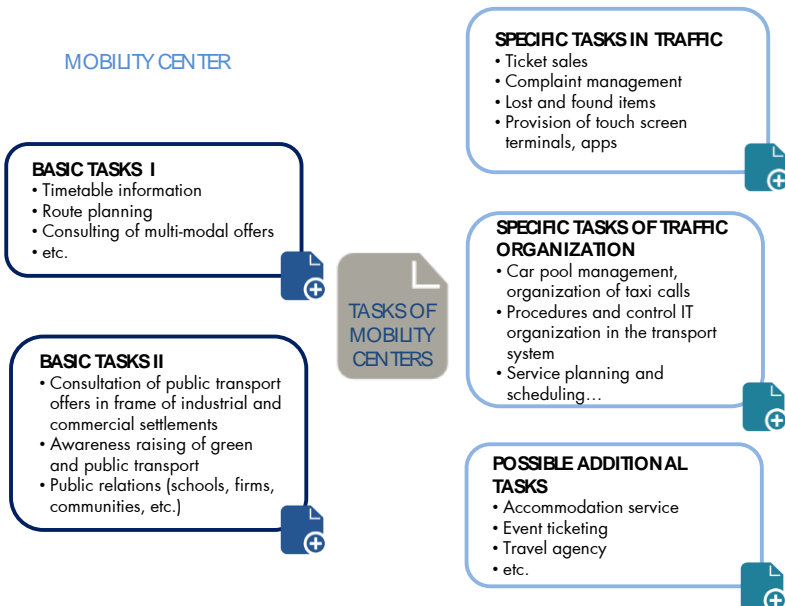 MOBILITY CENTER
BASIC TASKS I
• Timetable information
• Route planning
• Consulting of multi-modal offers
• etc.
BASIC TASKS II
• Consultation of public transport
offers in frame of industrial and
commercial settlements
• Awareness raising of green
and public transport
• Public relations (schools, firms,
communities, etc.)
TASKS OF
MOBILITY
CENTERS
SPECIFIC TASKS IN TRAFFIC
• Ticket sales
• Complaint management
• Lost and found items
• Provision of touch screen
terminals, apps
SPECIFIC TASKS OF TRAFFIC
ORGANIZATION
• Car pool management,
organization of taxi calls
• Procedures and control IT
organization in the transport
system
• Service planning and
scheduling…
POSSIBLE ADDITIONAL
TASKS
• Accommodation service
• Event ticketing
• Travel agency
• etc.